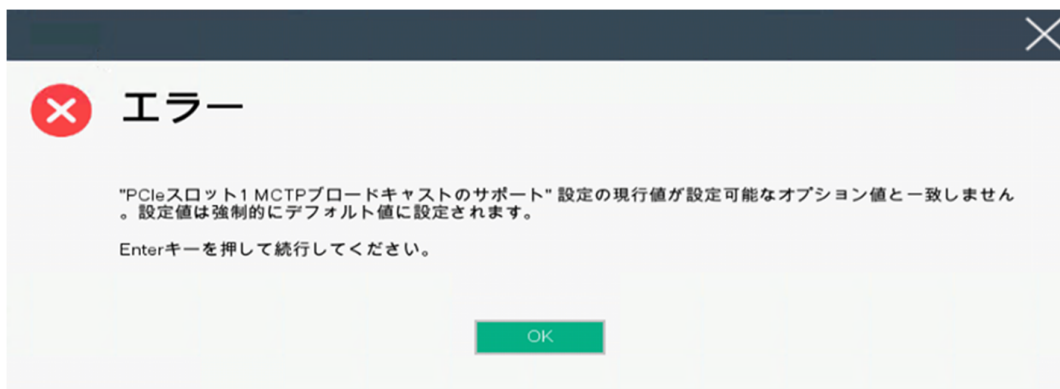 エラー
"PCIeスロット1 MCTPブロードキャストのサポート" 設定の現行値が設定可能なオプション値と一致しません
。設定値は強制的にデフォルト値に設定されます。
Enterキーを押して続行してください。
OK